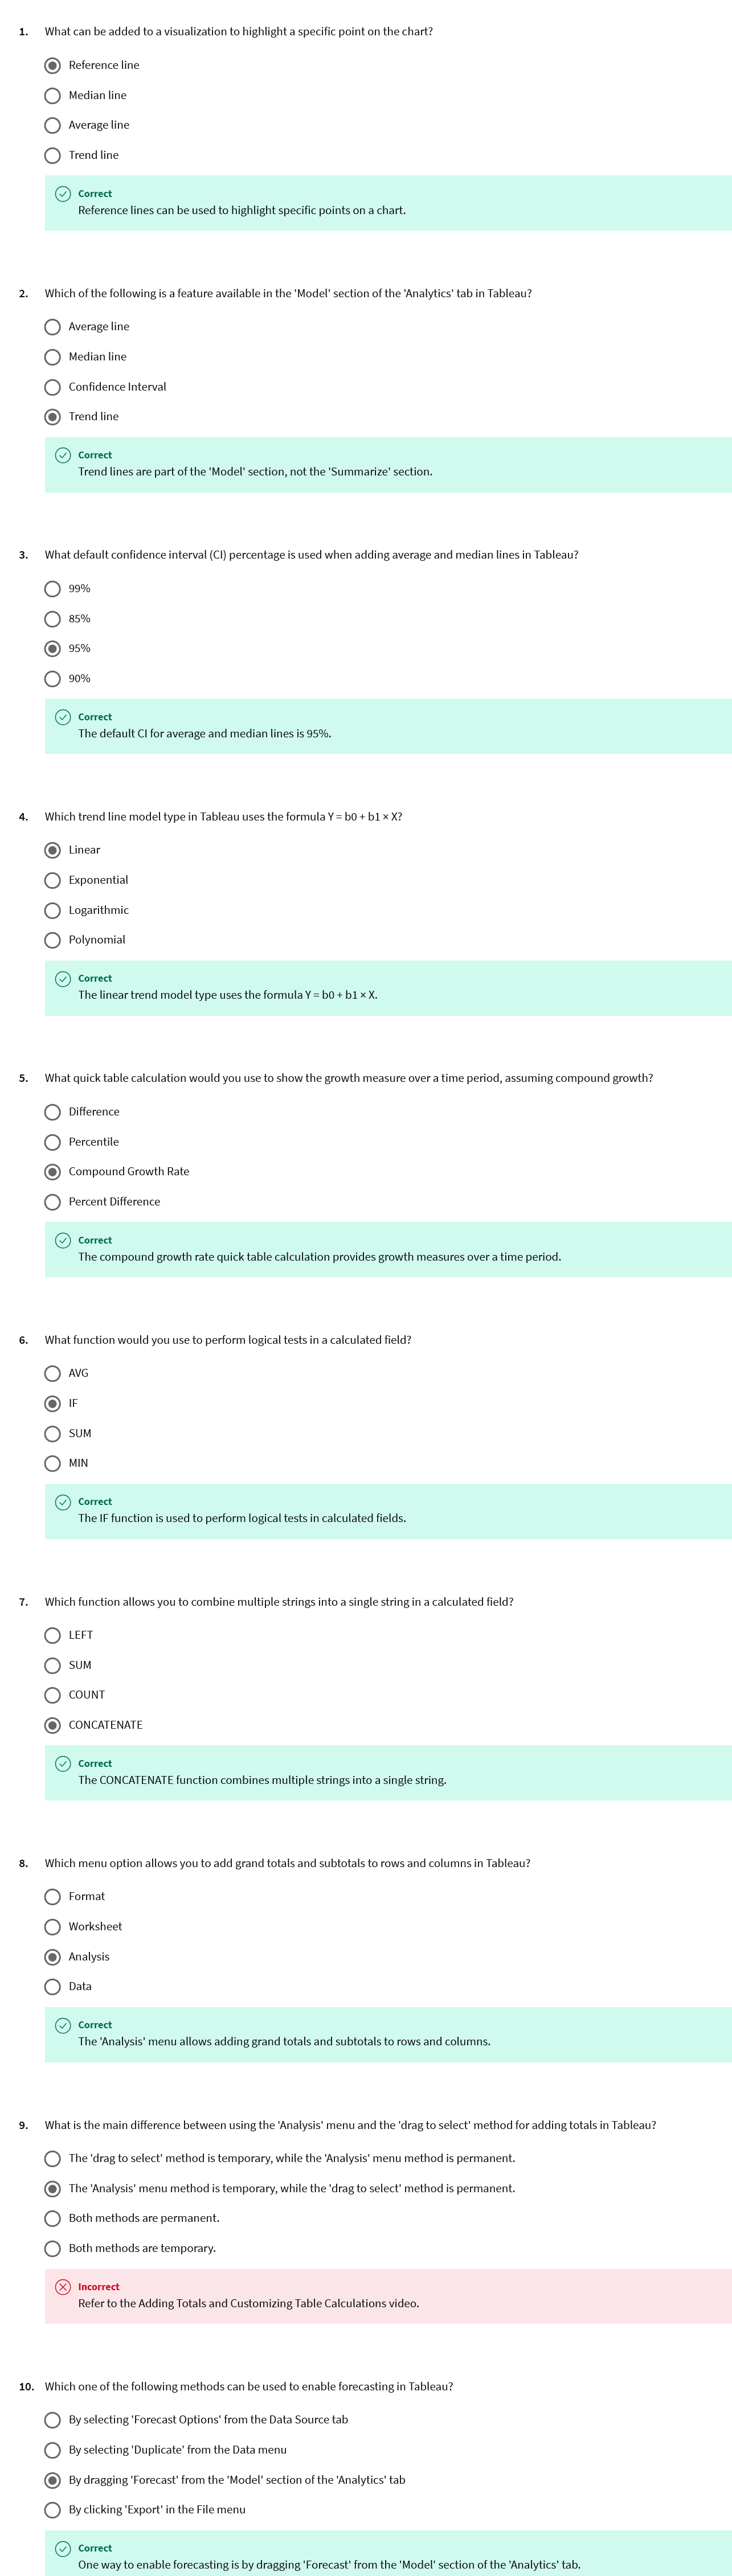 1. What can be added to a visualization to highlight a specific point on the chart?
Reference line
Median line
Average line
Trend line
Correct
Reference lines can be used to highlight specific points on a chart.
2. Which of the following is a feature available in the 'Model' section of the 'Analytics' tab in Tableau?
Average line
Median line
Confidence Interval
Trend line
Correct
Trend lines are part of the 'Model' section, not the 'Summarize' section.
3. What default confidence interval (CI) percentage is used when adding average and median lines in Tableau?
99%
85%
95%
90%
Correct
The default CI for average and median lines is 95%.
4. Which trend line model type in Tableau uses the formula Y = b0 + b1 × X?
Linear
Exponential
Logarithmic
Polynomial
Correct
The linear trend model type uses the formula Y = b0 + b1 × X.
5. What quick table calculation would you use to show the growth measure over a time period, assuming compound growth?
Difference
Percentile
Compound Growth Rate
Percent Difference
Correct
The compound growth rate quick table calculation provides growth measures over a time period.
6. What function would you use to perform logical tests in a calculated field?
AVG
IF
SUM
MIN
Correct
The IF function is used to perform logical tests in calculated fields.
7. Which function allows you to combine multiple strings into a single string in a calculated field?
LEFT
SUM
COUNT
CONCATENATE
Correct
The CONCATENATE function combines multiple strings into a single string.
8. Which menu option allows you to add grand totals and subtotals to rows and columns in Tableau?
Format
Worksheet
Analysis
Data
Correct
The 'Analysis' menu allows adding grand totals and subtotals to rows and columns.
9. What is the main difference between using the 'Analysis' menu and the 'drag to select' method for adding totals in Tableau?
The 'drag to select' method is temporary, while the 'Analysis' menu method is permanent.
The 'Analysis' menu method is temporary, while the 'drag to select' method is permanent.
Both methods are permanent.
Both methods are temporary.
Incorrect
Refer to the Adding Totals and Customizing Table Calculations video.
10. Which one of the following methods can be used to enable forecasting in Tableau?
By selecting 'Forecast Options' from the Data Source tab
By selecting 'Duplicate' from the Data menu
By dragging 'Forecast' from the 'Model' section of the 'Analytics' tab
By clicking 'Export' in the File menu
Correct
One way to enable forecasting is by dragging 'Forecast' from the 'Model' section of the 'Analytics' tab.